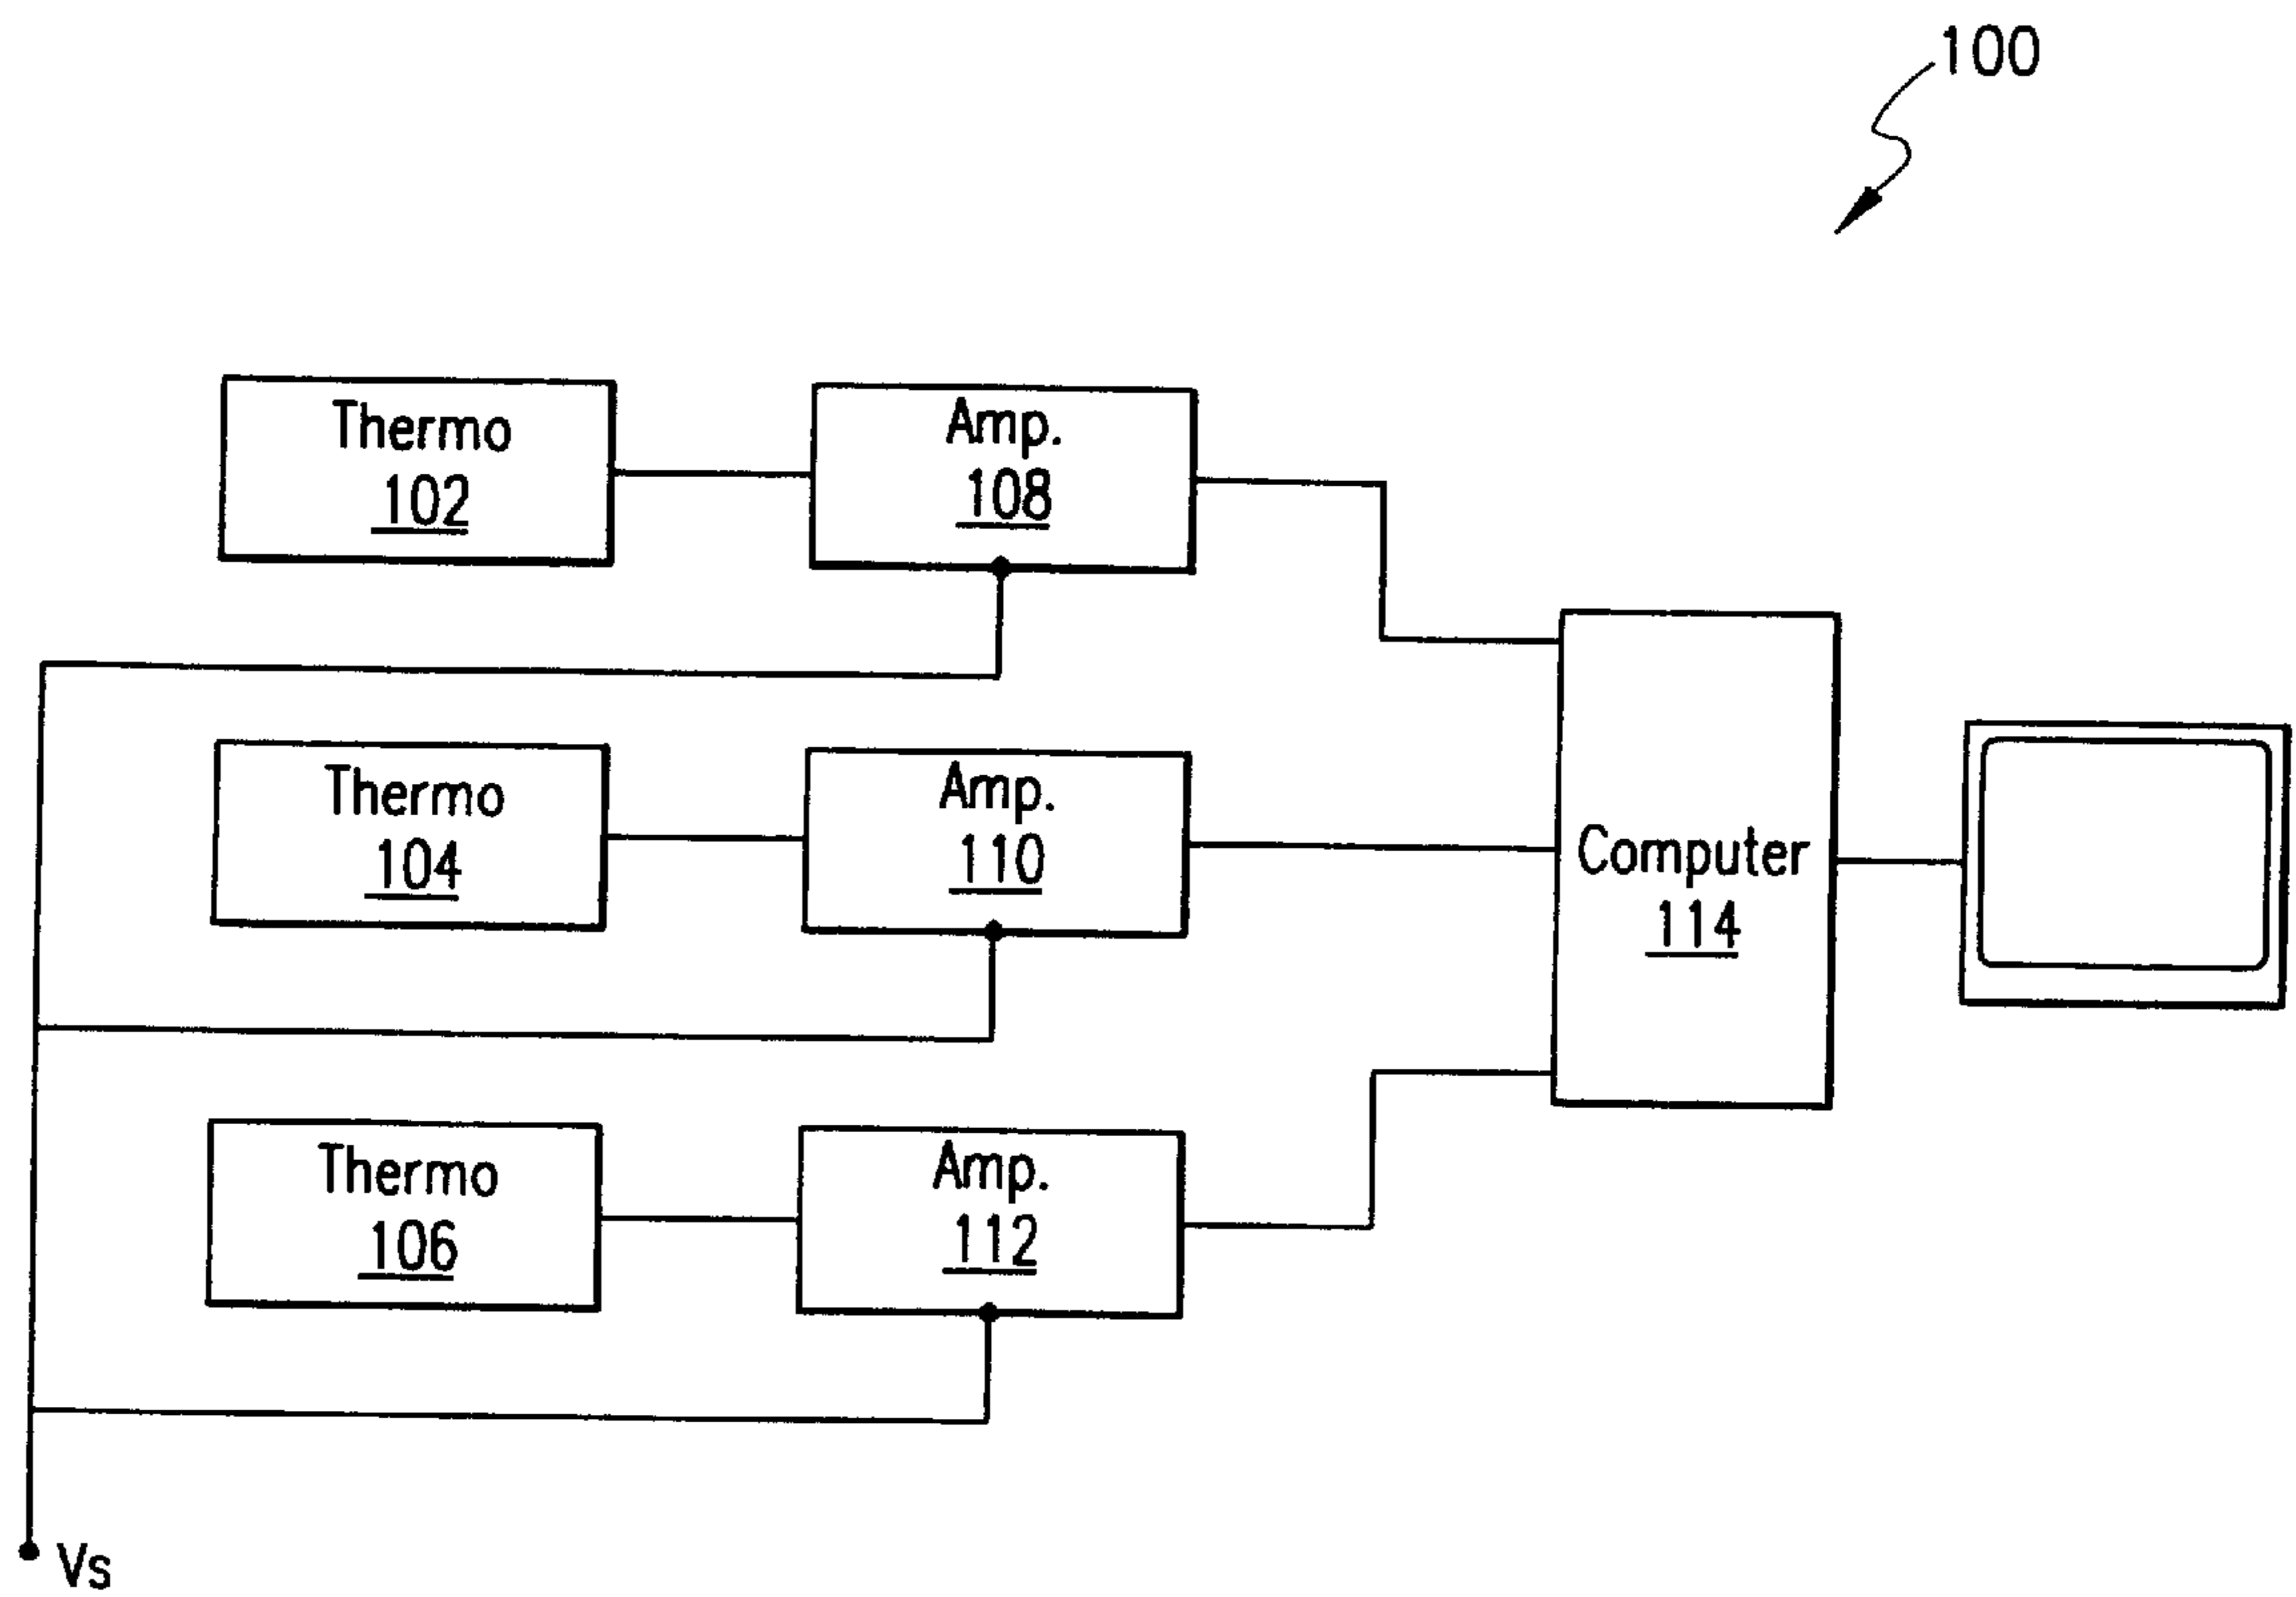 100
Thermo
102
Amp.
108
Thermo
104
Amp.
110
Computer
114
Thermo
106
Amp.
112
Vs